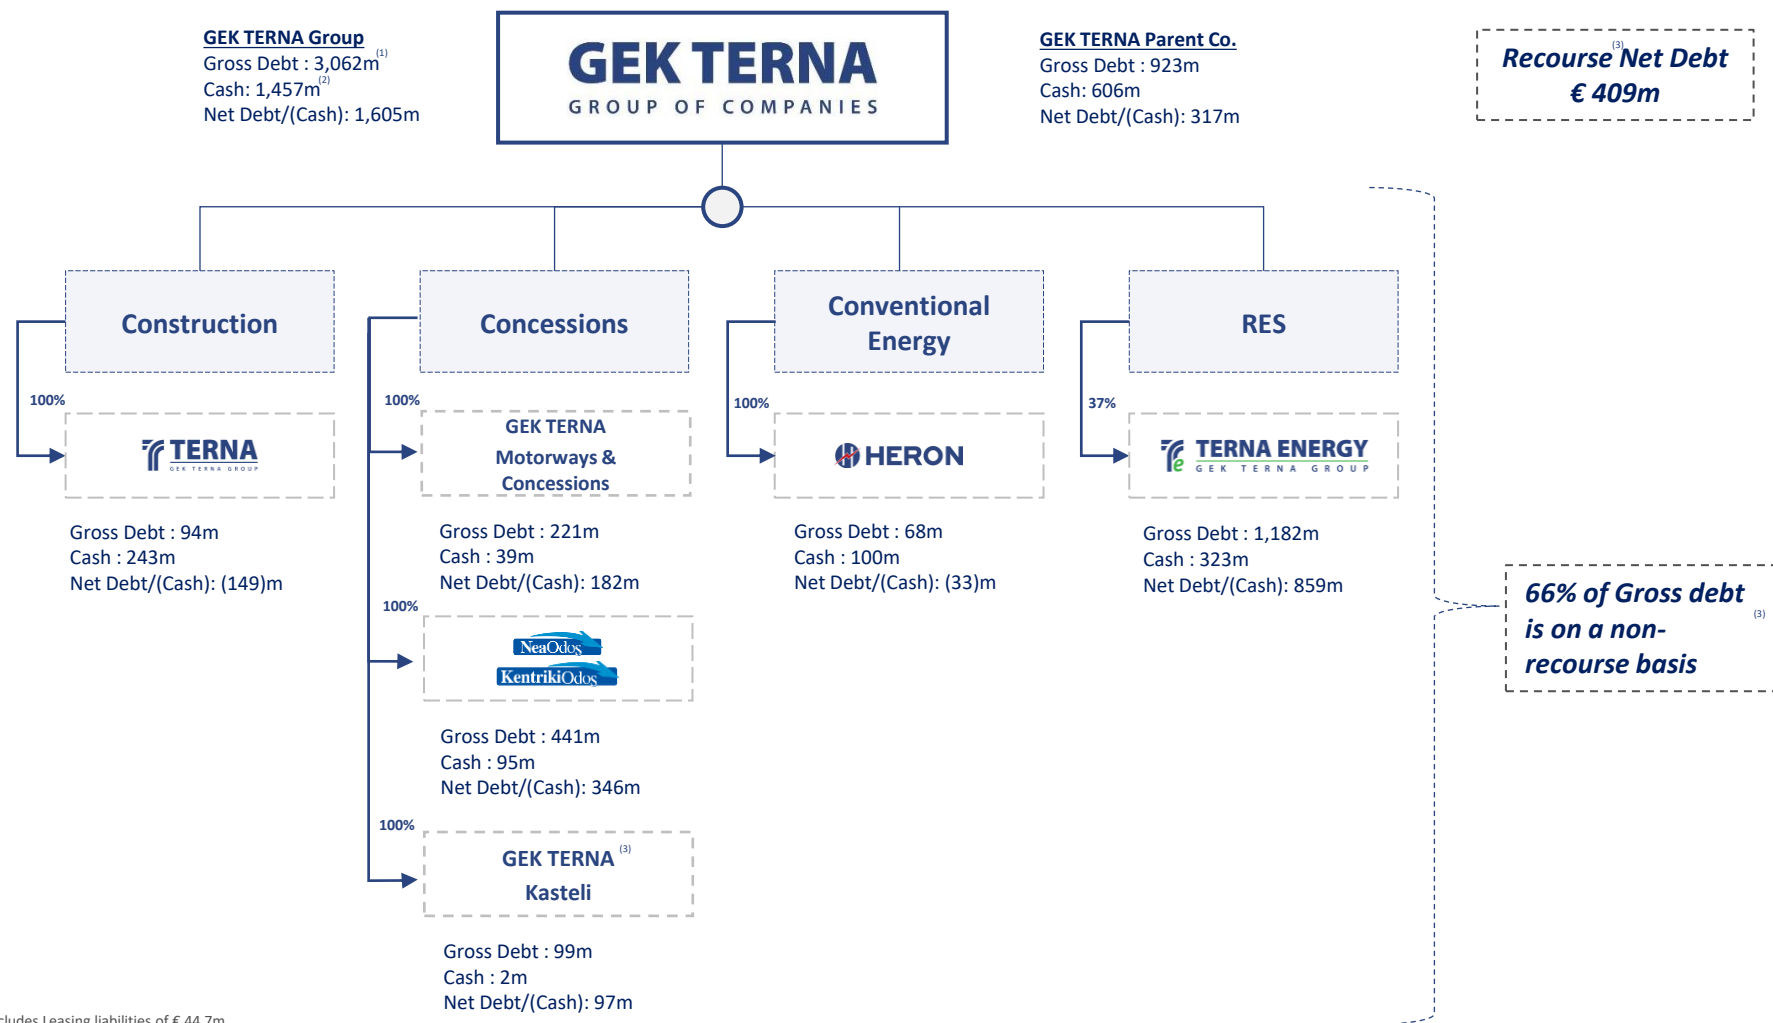 GEK TERNA Group
Gross Debt : 3,062m(1)
Cash: 1,457m(2)
Net Debt/(Cash): 1,605m
GEK TERNA
GROUP OF COMPANIES
GEK TERNA Parent Co.
Gross Debt : 923m
Cash: 606m
Net Debt/(Cash): 317m
Recourse(3) Net Debt
€ 409m
Construction
Concessions
Conventional
Energy
RES
100%
100%
100%
37%
TERNA
GEK TERNA GROUP
GEK TERNA
Motorways &
Concessions
HERON
TERNA ENERGY
GEK TERNA GROUP
Gross Debt : 94m
Cash : 243m
Net Debt/(Cash): (149)m
Gross Debt : 221m
Cash : 39m
Net Debt/(Cash): 182m
Gross Debt : 68m
Cash : 100m
Net Debt/(Cash): (33)m
Gross Debt : 1,182m
Cash : 323m
Net Debt/(Cash): 859m
66% of Gross debt
is on a non- (3)
recourse basis
100%
NeaOdos
KentrikiOdos
Gross Debt : 441m
Cash : 95m
Net Debt/(Cash): 346m
100%
GEK TERNA (3)
Kasteli
Gross Debt : 99m
Cash : 2m
Net Debt/(Cash): 97m
cludes Leasing liabilities of € 44.7m